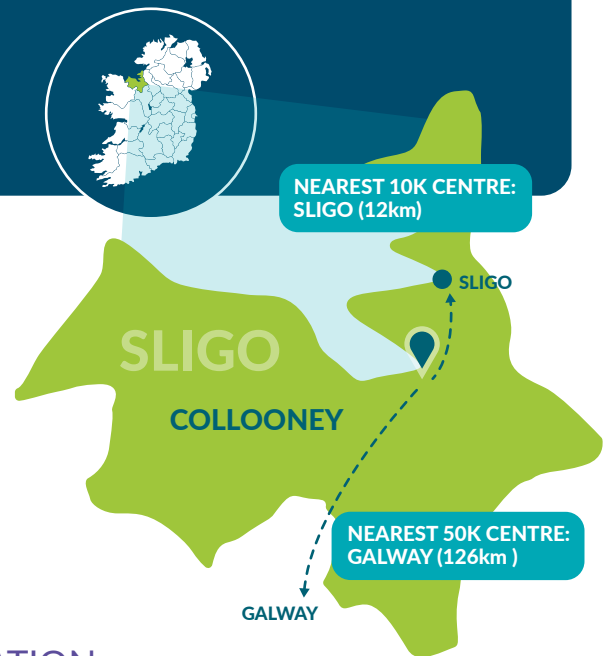 NEAREST 10K CENTRE:
SLIGO (12km)
SLIGO
SLIGO
COLLOONEY
NEAREST 50K CENTRE:
GALWAY (126km )
GALWAY